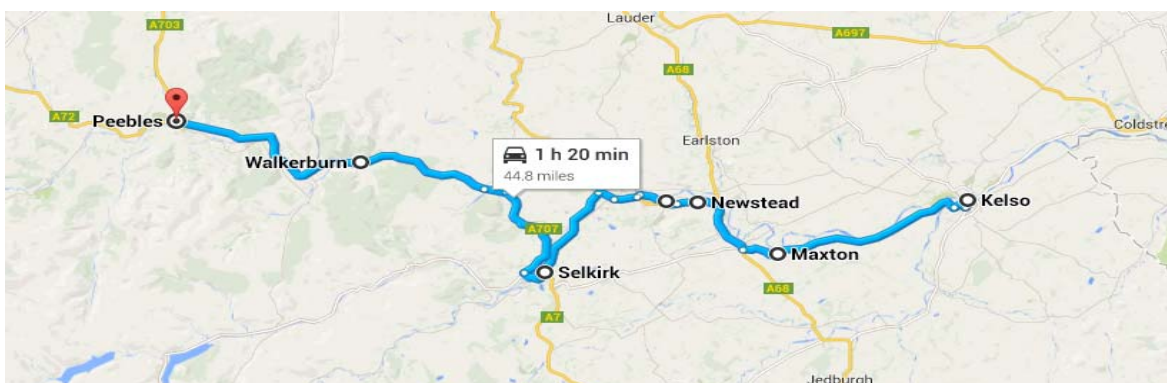 A703
Lauder
A697
A68
A72
Peebles
Coldstre
1 h 20 min
44.8 miles
Earlston
Walkerburn
Newstead
Kelso
A707
Maxton
Selkirk
A68
A7
Jedburgh